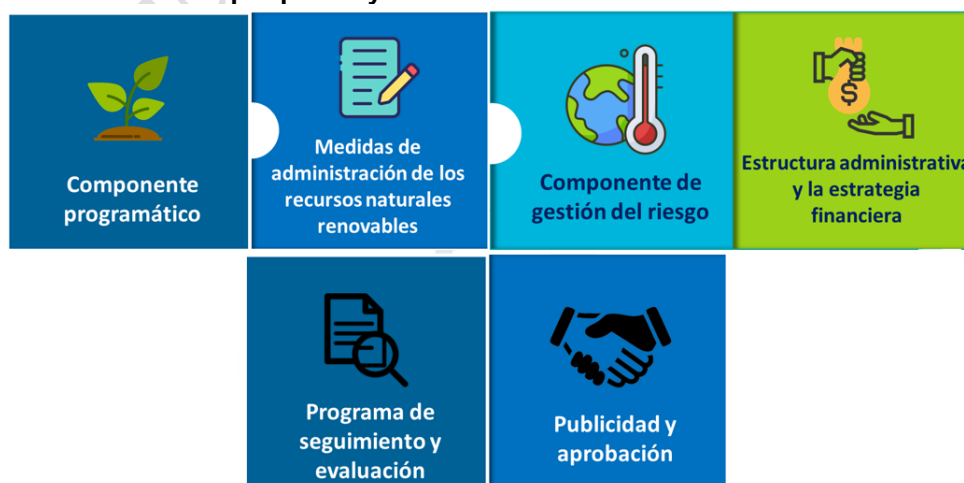 Componente
programático
Medidas de
administración de los
recursos naturales
renovables
Componente de
gestión del riesgo
Estructura administrativa
y la estrategia
financiera
$
Programa de
seguimiento y
evaluación
Publicidad y
aprobación